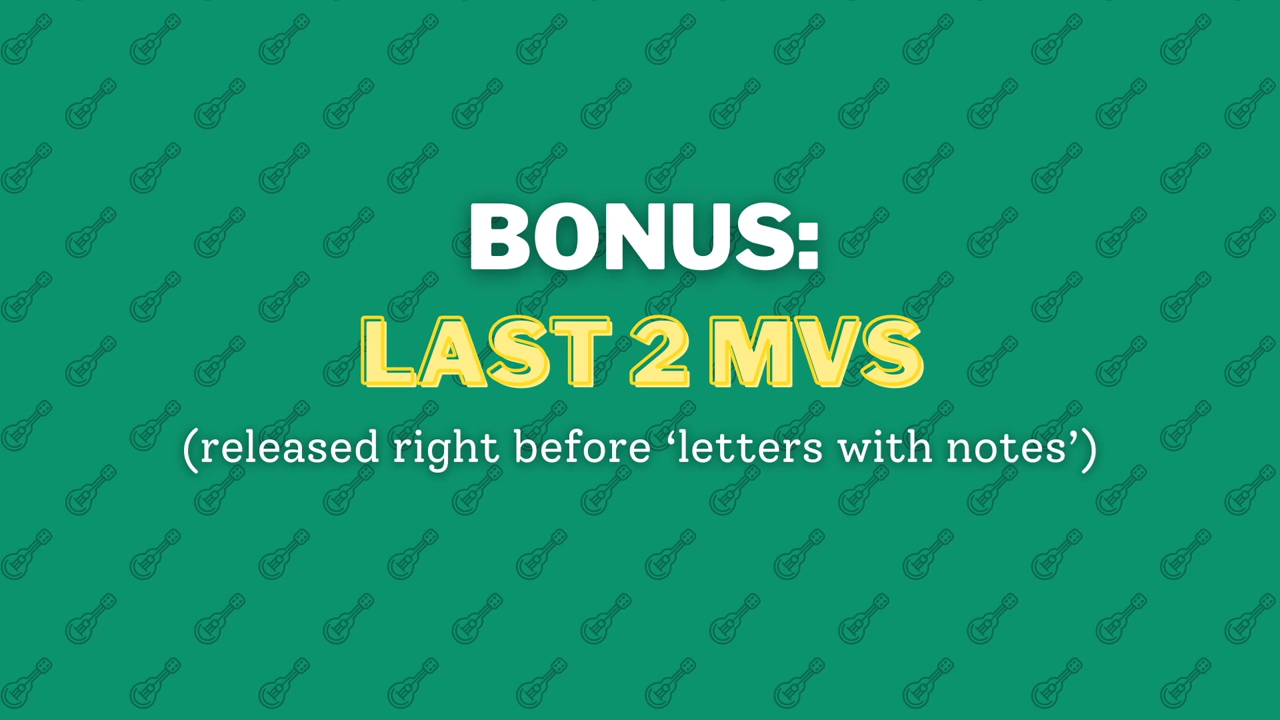 BONUS:
LAST 2 MVS
(released right before ‘letters with notes’)